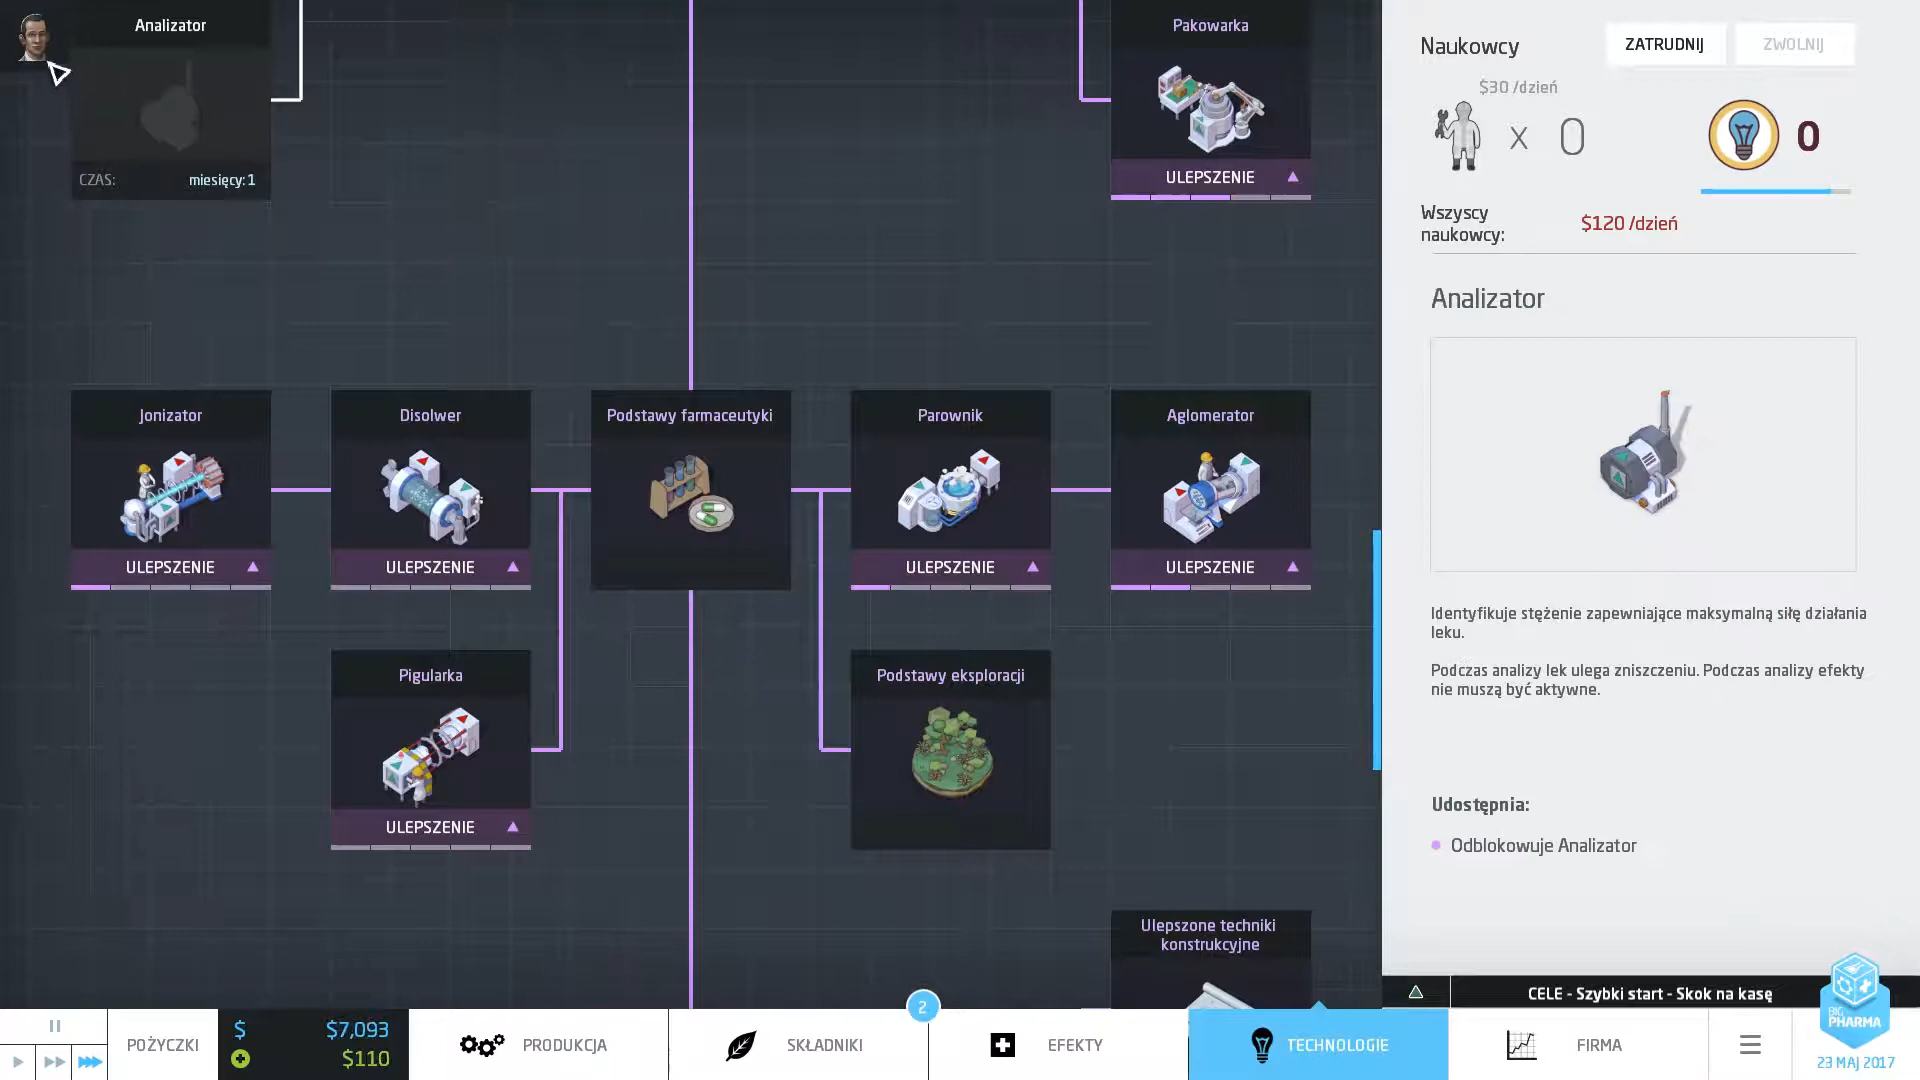 Analizator
CZAS:
miesięcy: 1
Pakowarka
ULEPSZENIE
Jonizator
ULEPSZENIE
Disolwer
ULEPSZENIE
Podstawy farmaceutyki
Parownik
ULEPSZENIE
Aglomerator
ULEPSZENIE
Pigularka
ULEPSZENIE
Podstawy eksploracji
Ulepszone techniki
konstrukcyjne
Naukowcy
ZATRUDNIJ
ZWOLNIJ
$30 /dzień
X 0
0
Wszyscy
naukowcy:
$120 /dzień
Analizator
Identyfikuje stężenie zapewniające maksymalną siłę działania
leku.
Podczas analizy lek ulega zniszczeniu. Podczas analizy efekty
nie muszą być aktywne.
Udostępnia:
Odblokowuje Analizator
CELE - Szybki start - Skok na kasę
POŻYCZKI
$ $7,093
$110
PRODUKCJA
SKŁADNIKI
2
EFEKTY
TECHNOLOGIE
FIRMA
BIG
PHARMA
23 MAJ 2017